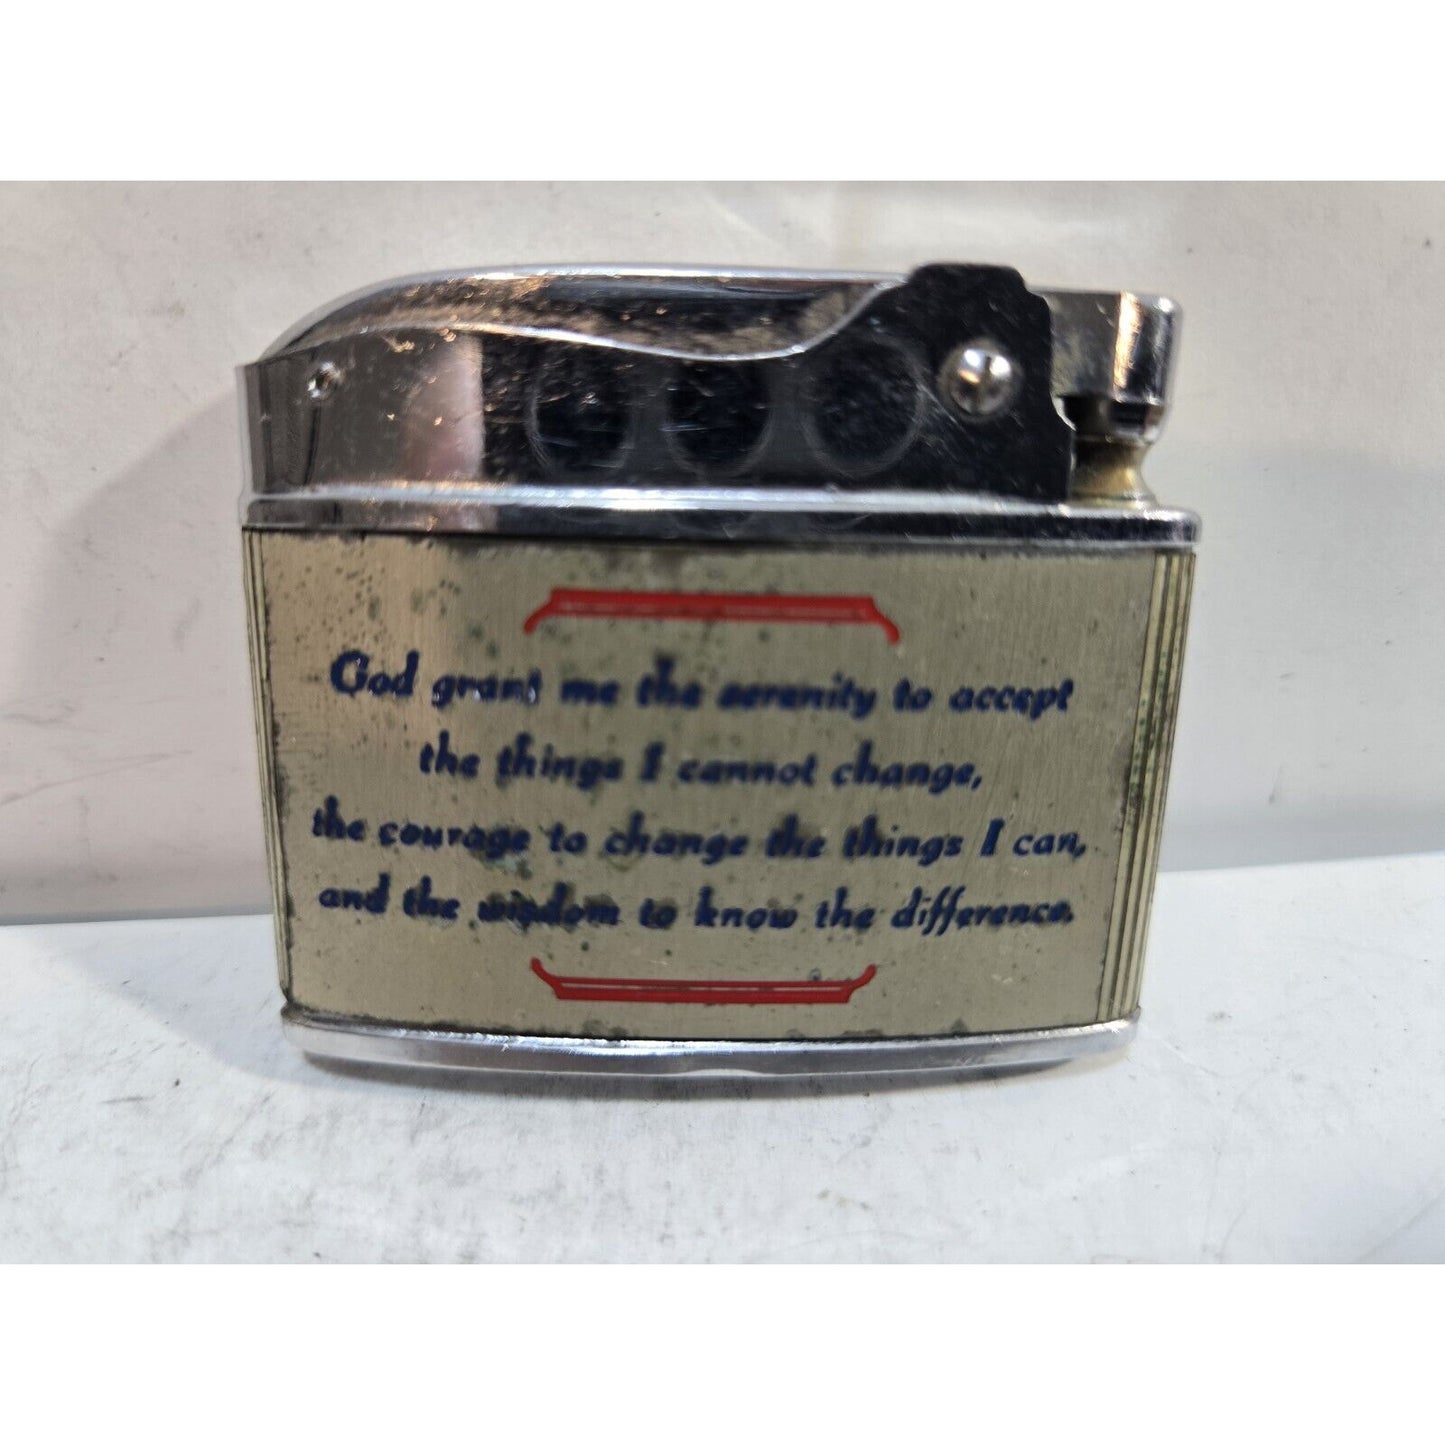 God grant me the serenity to accept
the things I cannot change,
the courage to change the things I can,
and the wisdom to know the difference.